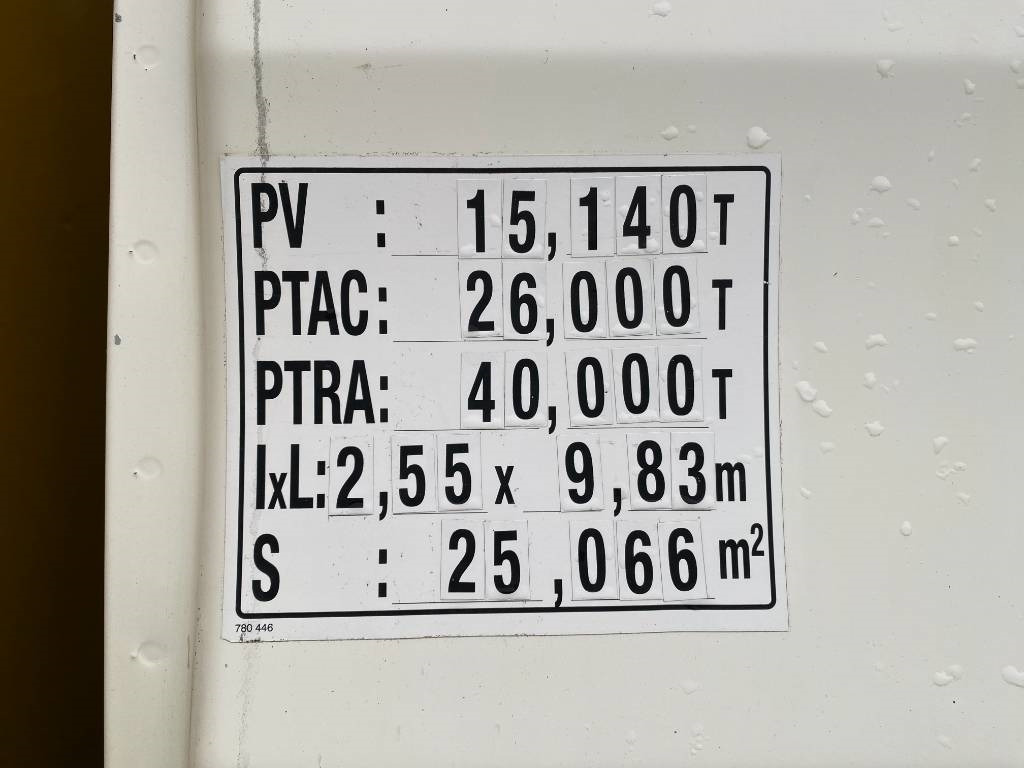 PV : 15,140 T
PTAC: 26,000 T
PTRA: 40,000 T
lxL: 2,55 x 9,83 m
S : 25,066 m²
780 446